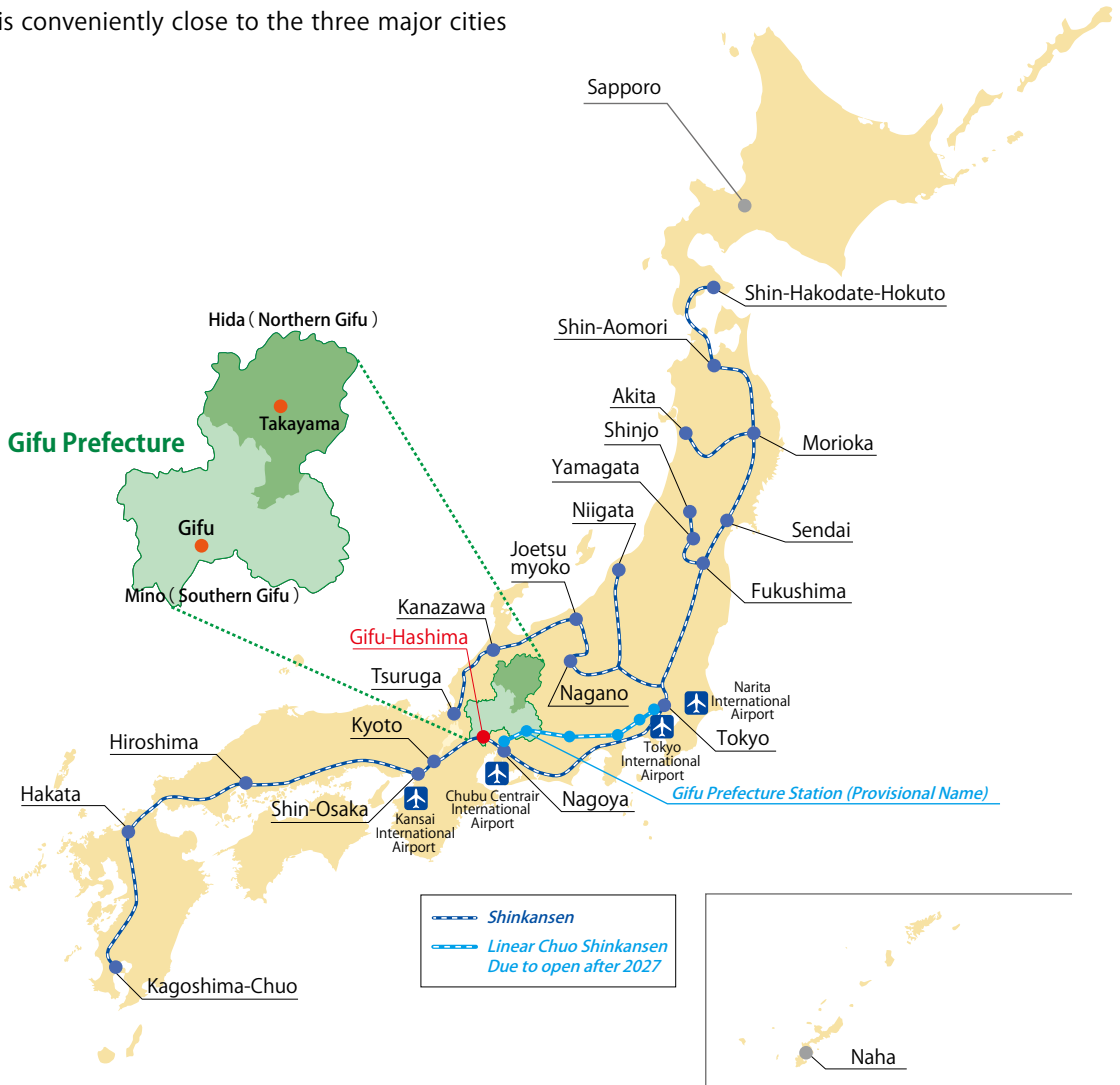 is conveniently close to the three major cities
Sapporo
Shin-Hakodate-Hokuto
Shin-Aomori
Hida ( Northern Gifu )
Akita
Takayama
Shinjo
Gifu Prefecture
Morioka
Yamagata
Niigata
Gifu
Sendai
Joetsu
myoko
Fukushima
Mino ( Southern Gifu )
Kanazawa
Gifu-Hashima
Tsuruga
Nagano
Narita
International
Airport
Kyoto
Tokyo
Hiroshima
Tokyo
International
Airport
Hakata
Shin-Osaka
Kansai
International
Airport
Chubu Centrair
International
Airport
Nagoya
Gifu Prefecture Station (Provisional Name)
Shinkansen
Linear Chuo Shinkansen
Due to open after 2027
Kagoshima-Chuo
Naha